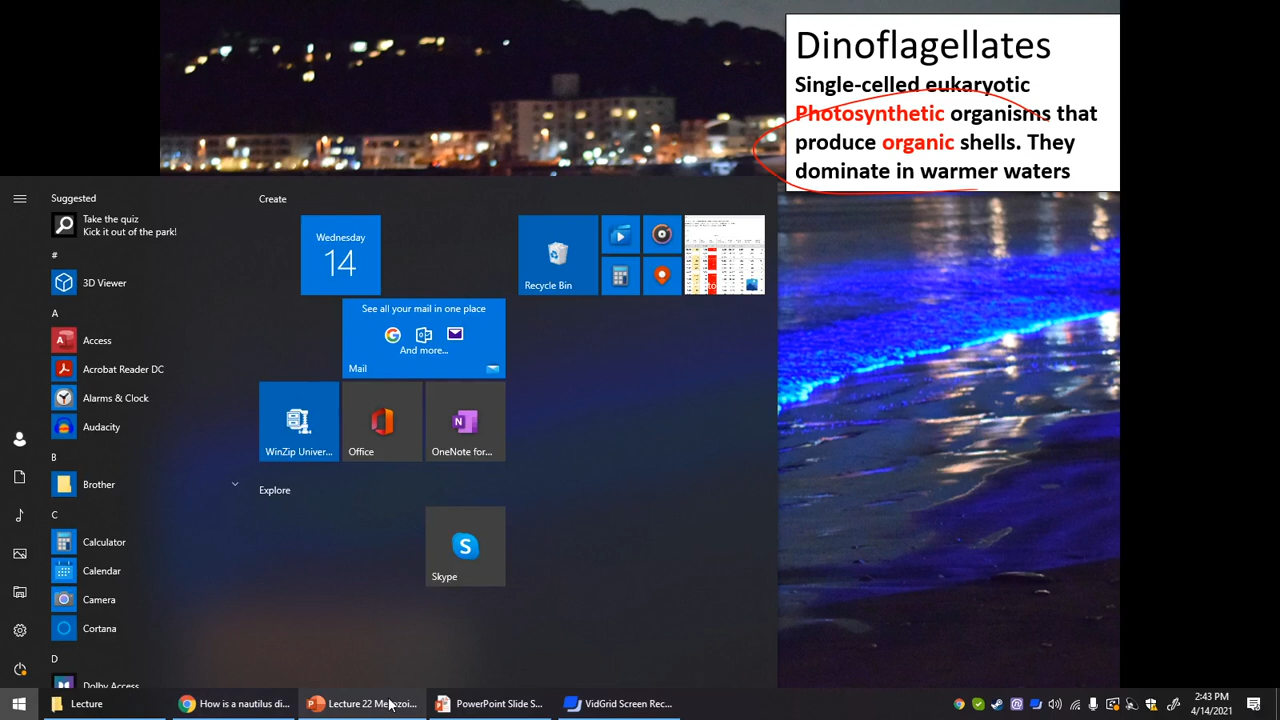 Dinoflagellates
Single-celled eukaryotic
Photosynthetic organisms that
produce organic shells. They
dominate in warmer waters
Suggested
Take the quiz
Knock it out of the park!
#
3D Viewer
A
Access
Acrobat Reader DC
Alarms & Clock
Audacity
B
Brother
C
Calculator
Calendar
Camera
Cortana
D
Dolby Access
Create
Wednesday
14
See all your mail in one place
And more...
Mail
WinZip Univer...
Office
OneNote for...
Explore
Skype
Recycle Bin
Lecture
How is a nautilus di...
PowerPoint Slide S...
VidGrid Screen Rec...
2:43 PM
4/14/2021